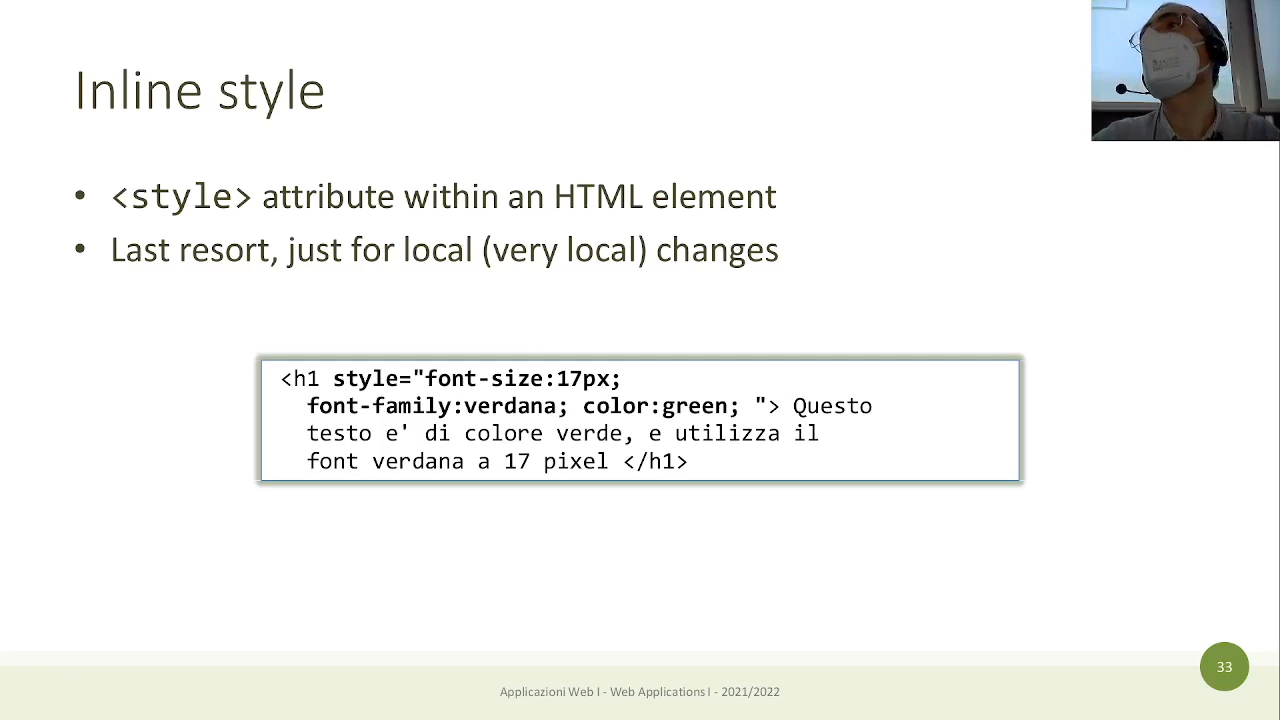 Inline style
• <style> attribute within an HTML element
• Last resort, just for local (very local) changes
<h1 style="font-size:17px;
font-family:verdana; color:green; "> Questo
testo e' di colore verde, e utilizza il
font verdana a 17 pixel </h1>
33
Applicazioni Web I - Web Applications I - 2021/2022